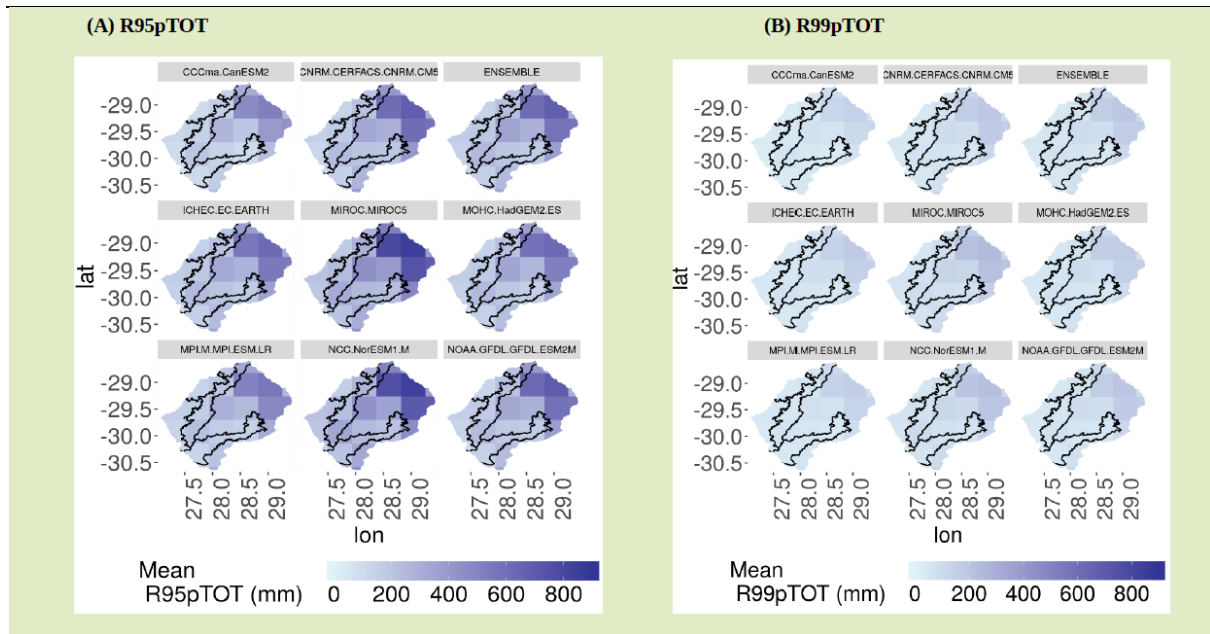 (A) R95pTOT
(B) R99pTOT
CCCma.CanESM2
CNRM.CERFACS.CNRM.CM5
ENSEMBLE
-29.0
-29.5
-30.0
-30.5
ICHEC.EC.EARTH
MIROC.MIROC5
MOHC.HadGEM2.ES
lat
-29.0
-29.5
-30.0
-30.5
MPI.M.MPI.ESM.LR
NCC.NorESM1.M
NOAA.GFDL.GFDL.ESM2M
-29.0
-29.5
-30.0
-30.5
27.5 28.0 28.5 29.0
27.5 28.0 28.5 29.0
27.5 28.0 28.5 29.0
lon
Mean
R95pTOT (mm)
0 200 400 600 800
CCCma.CanESM2
CNRM.CERFACS.CNRM.CM5
ENSEMBLE
-29.0
-29.5
-30.0
-30.5
ICHEC.EC.EARTH
MIROC.MIROC5
MOHC.HadGEM2.ES
lat
-29.0
-29.5
-30.0
-30.5
MPI.M.MPI.ESM.LR
NCC.NorESM1.M
NOAA.GFDL.GFDL.ESM2M
-29.0
-29.5
-30.0
-30.5
27.5 28.0 28.5 29.0
27.5 28.0 28.5 29.0
27.5 28.0 28.5 29.0
lon
Mean
R99pTOT (mm)
0 200 400 600 800